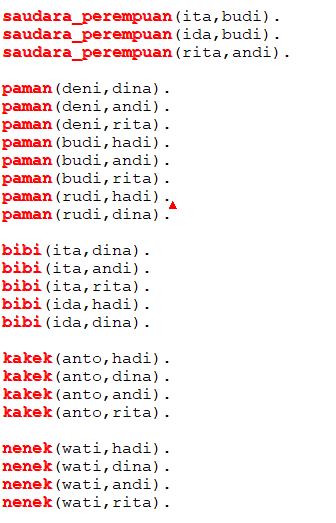 saudara_perempuan(ita,budi).
saudara_perempuan(ida,budi).
saudara_perempuan(rita,andi).
paman(deni,dina).
paman(deni,andi).
paman(deni,rita).
paman(budi,hadi).
paman(budi,andi).
paman(budi,rita).
paman(rudi,hadi).
paman(rudi,dina).
bibi(ita,dina).
bibi(ita,andi).
bibi(ita,rita).
bibi(ida,hadi).
bibi(ida,dina).
kakek(anto,hadi).
kakek(anto,dina).
kakek(anto,andi).
kakek(anto,rita).
nenek(wati,hadi).
nenek(wati,dina).
nenek(wati,andi).
nenek(wati,rita).